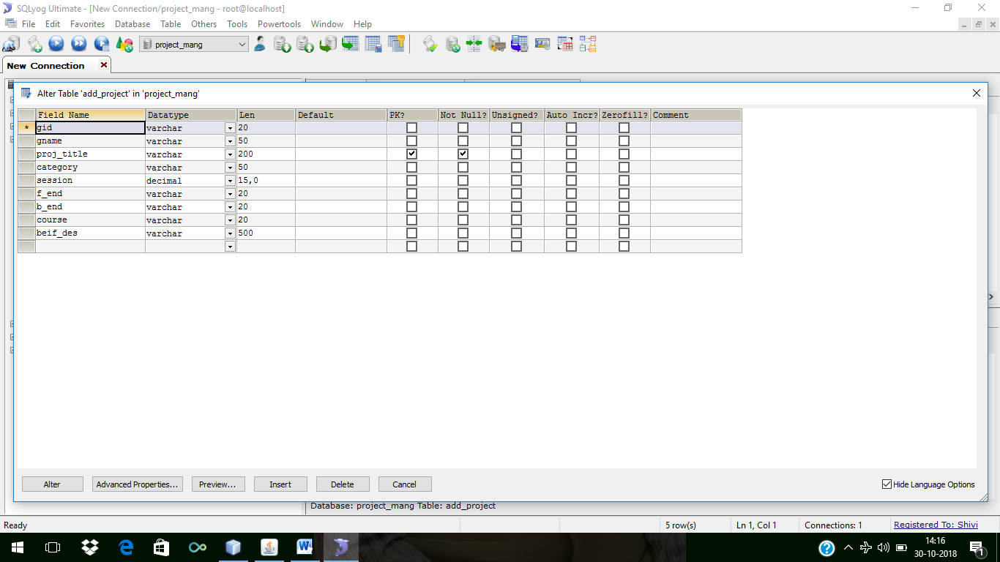 SQLyog Ultimate - [New Connection/project_mang - root@localhost]
File Edit Favorites Database Table Others Tools Powertools Window Help
project_mang
New Connection
Alter Table 'add_project' in 'project_mang'
Field Name Datatype Len Default PK? Not Null? Unsigned? Auto Incr? Zerofill? Comment
* gid varchar 20
gname varchar 50
proj_title varchar 200
category varchar 50
session decimal 15,0
f_end varchar 20
b_end varchar 20
course varchar 20
beif_des varchar 500
Alter Advanced Properties... Preview... Insert Delete Cancel Hide Language Options
Database: project_mang Table: add_project
Ready 5 row(s) Ln 1, Col 1 Connections: 1 Registered To: Shivi
14:16
30-10-2018
1